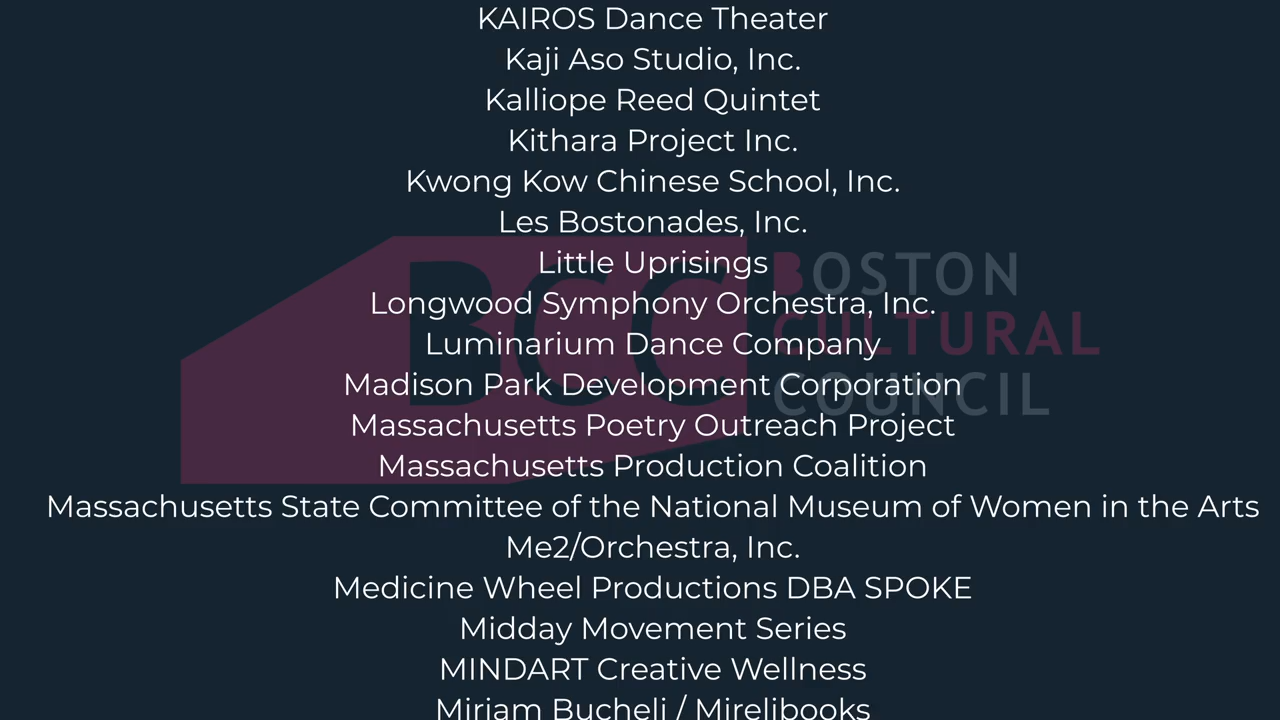 KAIROS Dance Theater
Kaji Aso Studio, Inc.
Kalliope Reed Quintet
Kithara Project Inc.
Kwong Kow Chinese School, Inc.
Les Bostonades, Inc.
Little Uprisings
Longwood Symphony Orchestra, Inc.
Luminarium Dance Company
Madison Park Development Corporation
Massachusetts Poetry Outreach Project
Massachusetts Production Coalition
Massachusetts State Committee of the National Museum of Women in the Arts
Me2/Orchestra, Inc.
Medicine Wheel Productions DBA SPOKE
Midday Movement Series
MINDART Creative Wellness
Miriam Bucheli / Mirelibooks
BCC
BOSTON
CULTURAL
COUNCIL